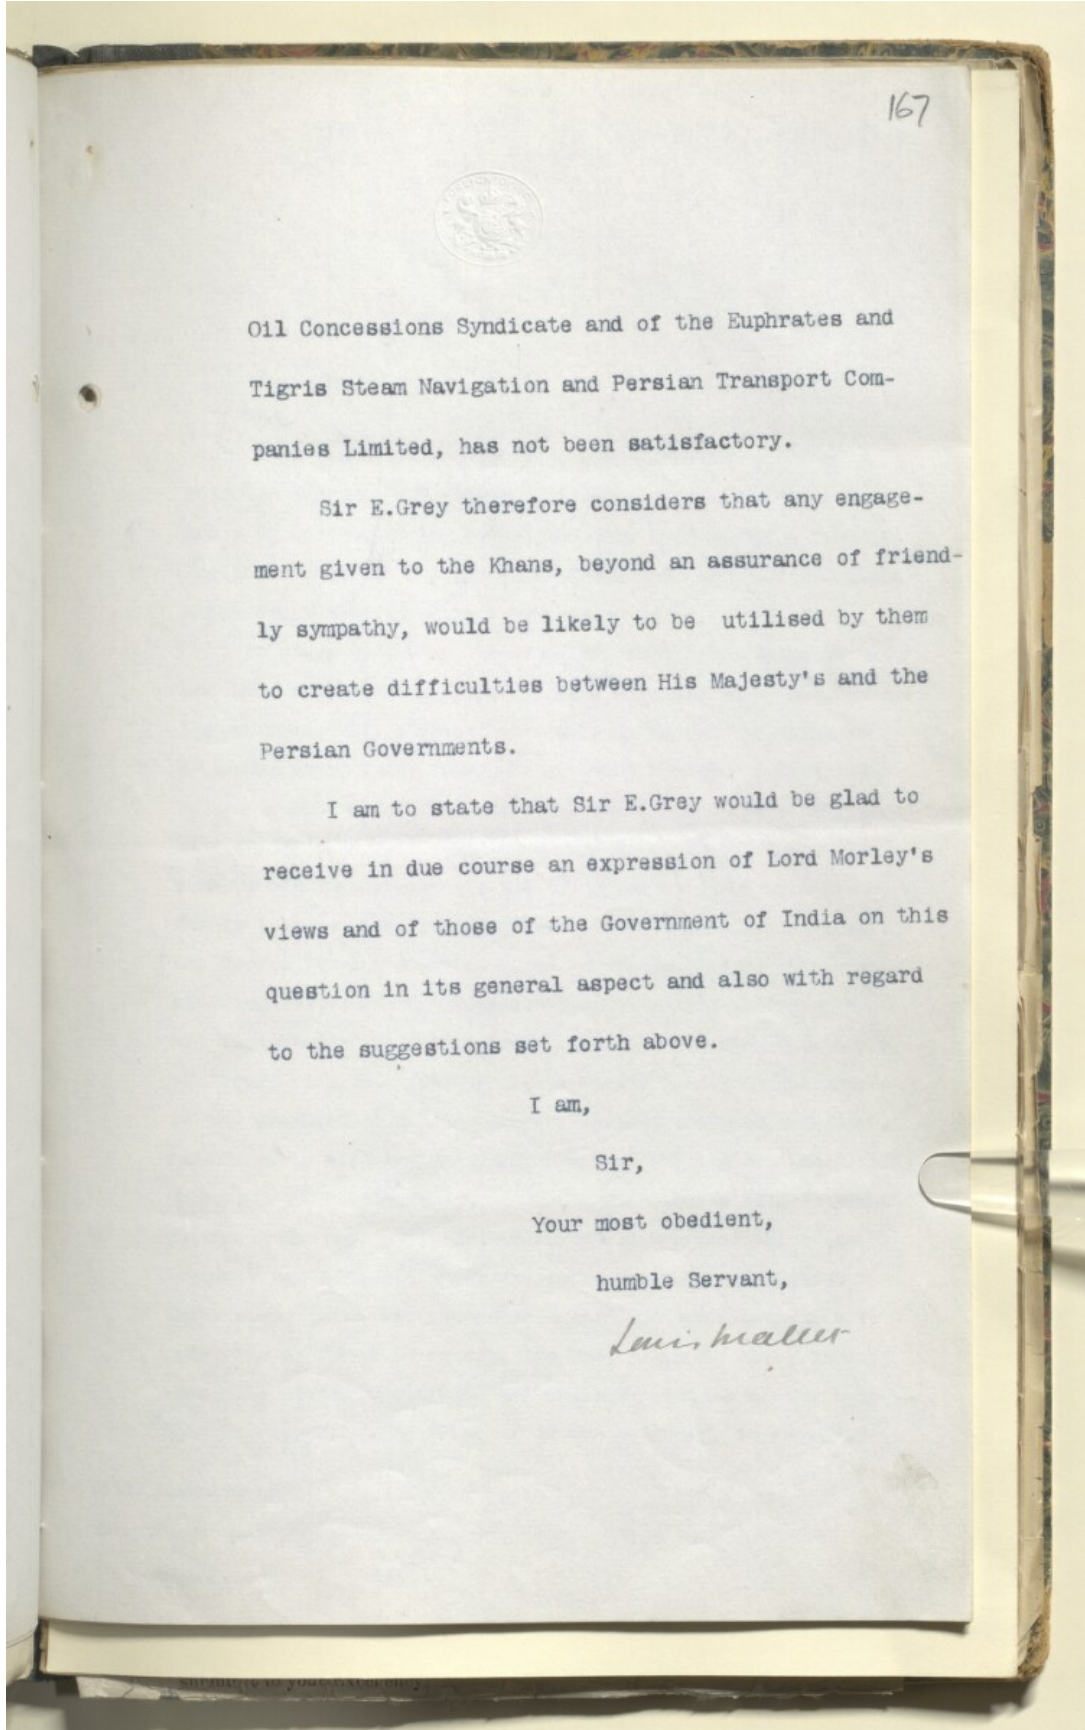 167
FOREIGN OFFICE
Oil Concessions Syndicate and of the Euphrates and
Tigris Steam Navigation and Persian Transport Com-
panies Limited, has not been satisfactory.
Sir E.Grey therefore considers that any engage-
ment given to the Khans, beyond an assurance of friend-
ly sympathy, would be likely to be utilised by them
to create difficulties between His Majesty's and the
Persian Governments.
I am to state that Sir E.Grey would be glad to
receive in due course an expression of Lord Morley's
views and of those of the Government of India on this
question in its general aspect and also with regard
to the suggestions set forth above.
I am,
Sir,
Your most obedient,
humble Servant,
Louis Mallet
to your Excellency